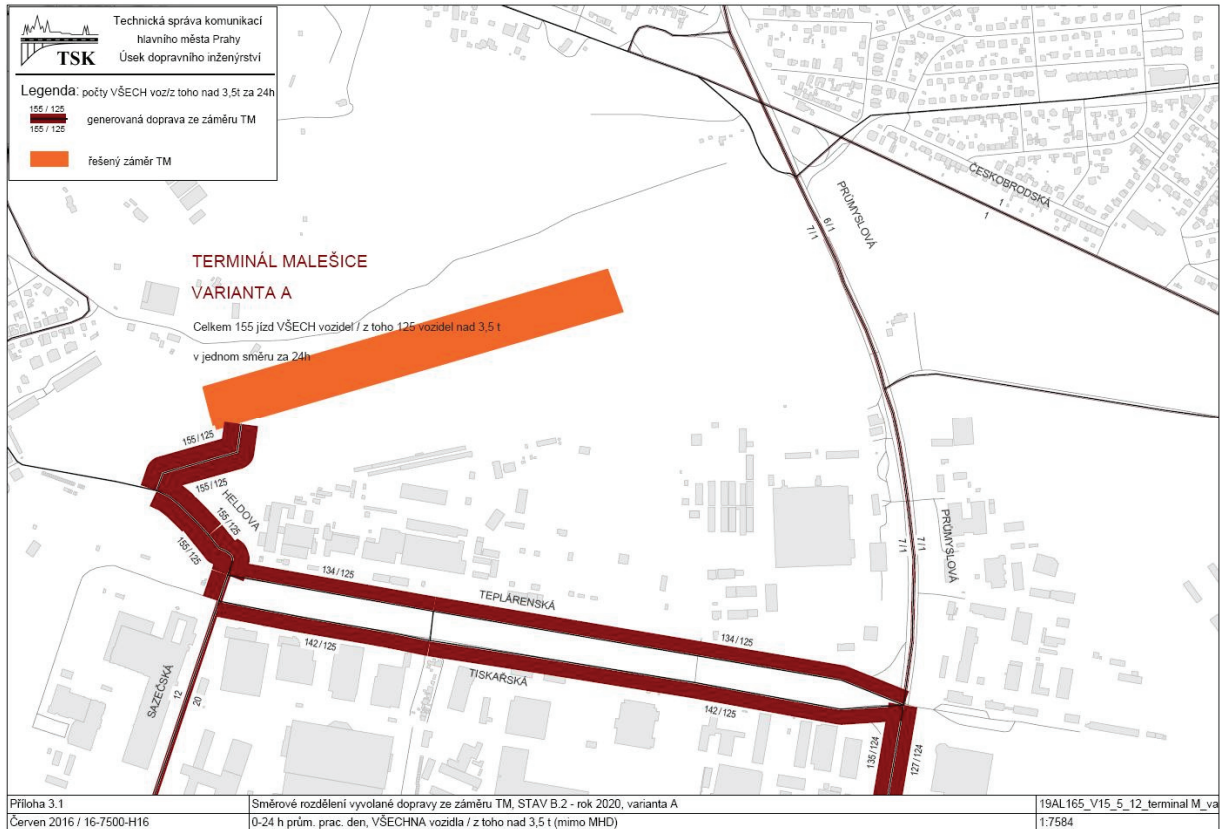 Technická správa komunikací
hlavního města Prahy
Úsek dopravního inženýrství
TSK
Legenda: počty VŠECH voz/z toho nad 3,5t za 24h
155 / 125
generovaná doprava ze záměru TM
155 / 125
řešený záměr TM
ČESKOBRODSKÁ
1
1
PRŮMYSLOVÁ
6/1
7/1
TERMINÁL MALEŠICE
VARIANTA A
Celkem 155 jízd VŠECH vozidel / z toho 125 vozidel nad 3,5 t
v jednom směru za 24h
155/125
155/125
HELDOVA
155/125
155/125
PRŮMYSLOVÁ
7/1
7/1
134/125
TEPLÁRENSKÁ
134/125
142/125
TISKAŘSKÁ
142/125
SAZEČSKÁ
12
20
135/124
127/124
Příloha 3.1
Směrové rozdělení vyvolané dopravy ze záměru TM, STAV B.2 - rok 2020, varianta A
19AL165_V15_5_12_terminal M_va
Červen 2016 / 16-7500-H16
0-24 h prům. prac. den, VŠECHNA vozidla / z toho nad 3,5 t (mimo MHD)
1:7584